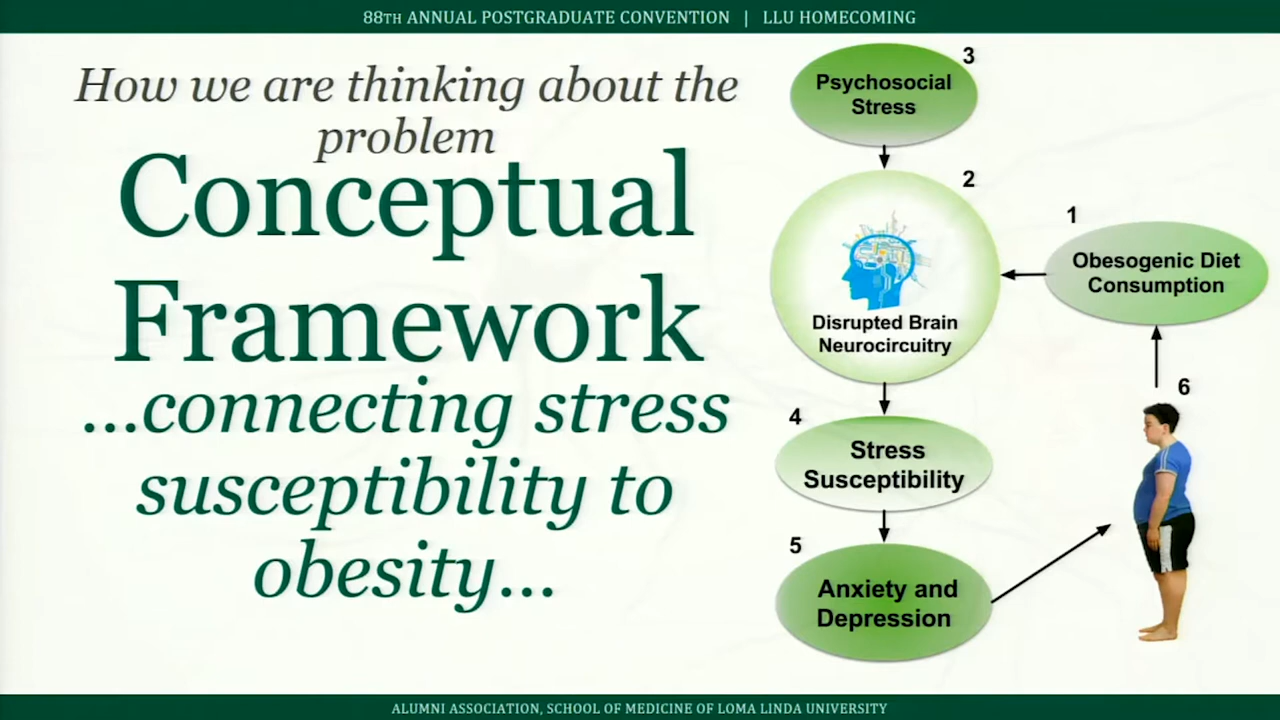 88TH ANNUAL POSTGRADUATE CONVENTION | LLU HOMECOMING
How we are thinking about the
problem
Conceptual
Framework
...connecting stress
susceptibility to
obesity...
3
Psychosocial
Stress
2
Disrupted Brain
Neurocircuitry
1
Obesogenic Diet
Consumption
4
Stress
Susceptibility
5
Anxiety and
Depression
6
ALUMNI ASSOCIATION, SCHOOL OF MEDICINE OF LOMA LINDA UNIVERSITY